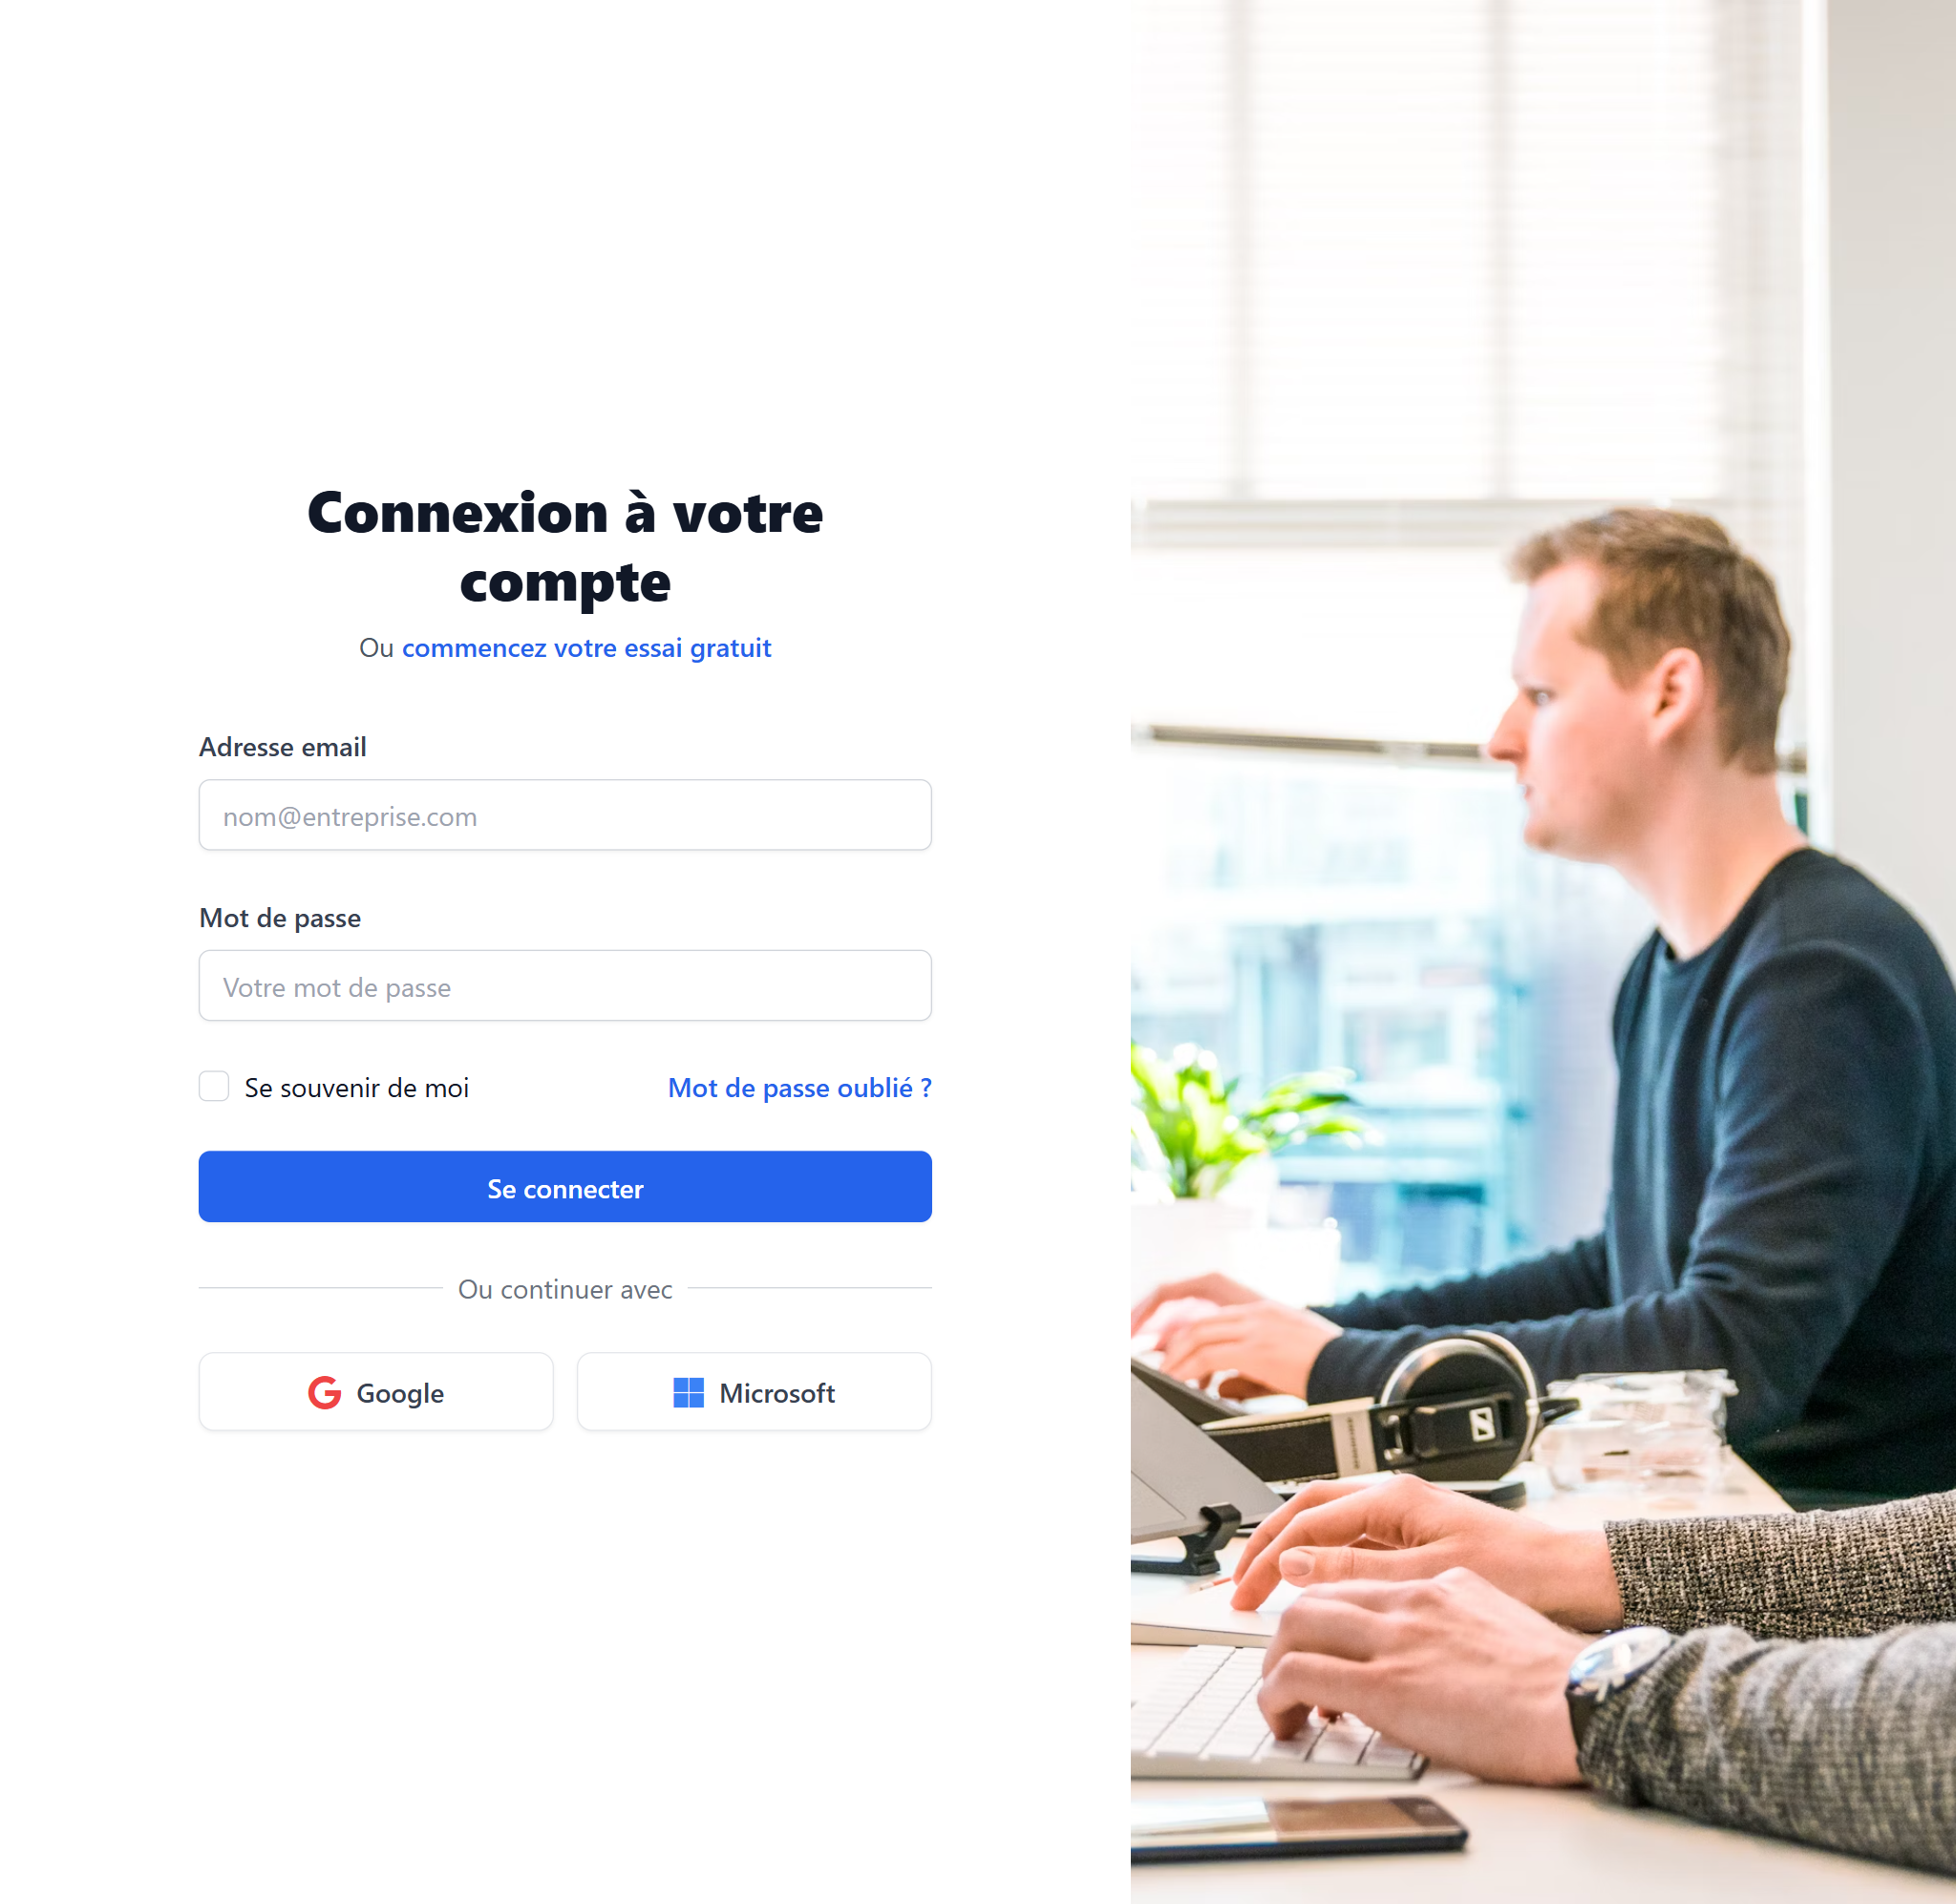 Connexion à votre
compte
Ou commencez votre essai gratuit
Adresse email
nom@entreprise.com
Mot de passe
Votre mot de passe
Se souvenir de moi
Mot de passe oublié ?
Se connecter
Ou continuer avec
Google
Microsoft